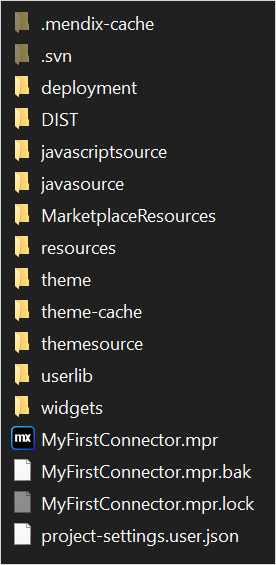 .mendix-cache
.svn
deployment
DIST
javascriptsource
javasource
MarketplaceResources
resources
theme
theme-cache
themesource
userlib
widgets
mx MyFirstConnector.mpr
MyFirstConnector.mpr.bak
MyFirstConnector.mpr.lock
project-settings.user.json